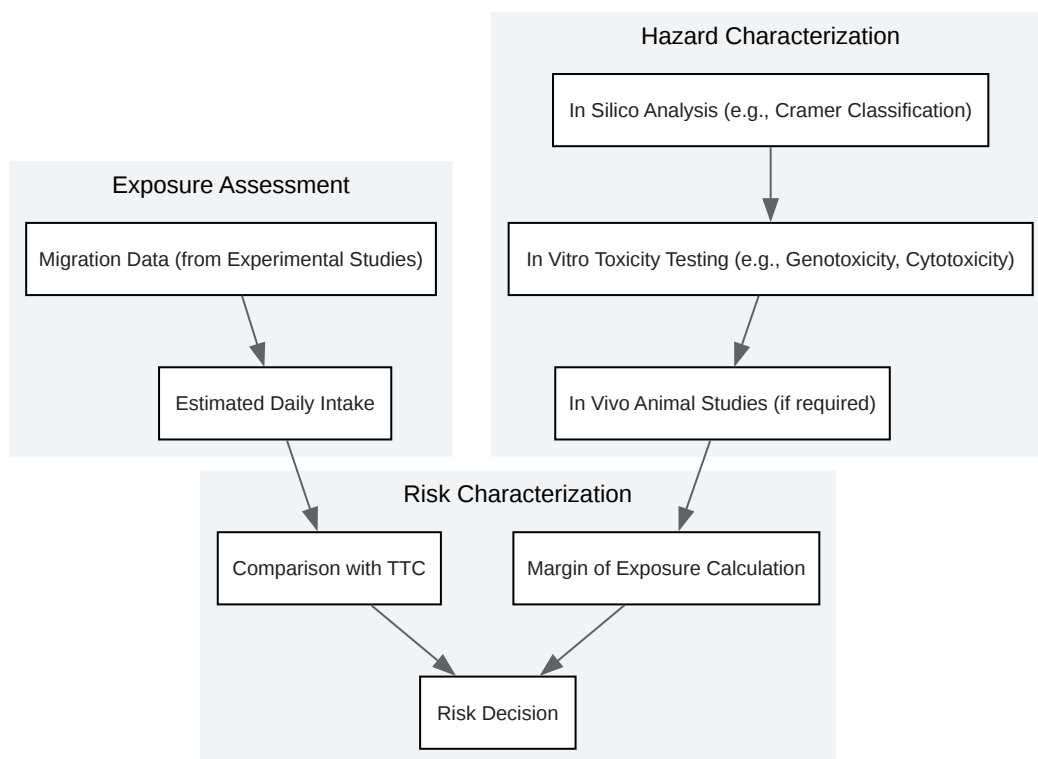 Hazard Characterization
In Silico Analysis (e.g., Cramer Classification)
In Vitro Toxicity Testing (e.g., Genotoxicity, Cytotoxicity)
In Vivo Animal Studies (if required)
Exposure Assessment
Migration Data (from Experimental Studies)
Estimated Daily Intake
Risk Characterization
Comparison with TTC
Margin of Exposure Calculation
Risk Decision